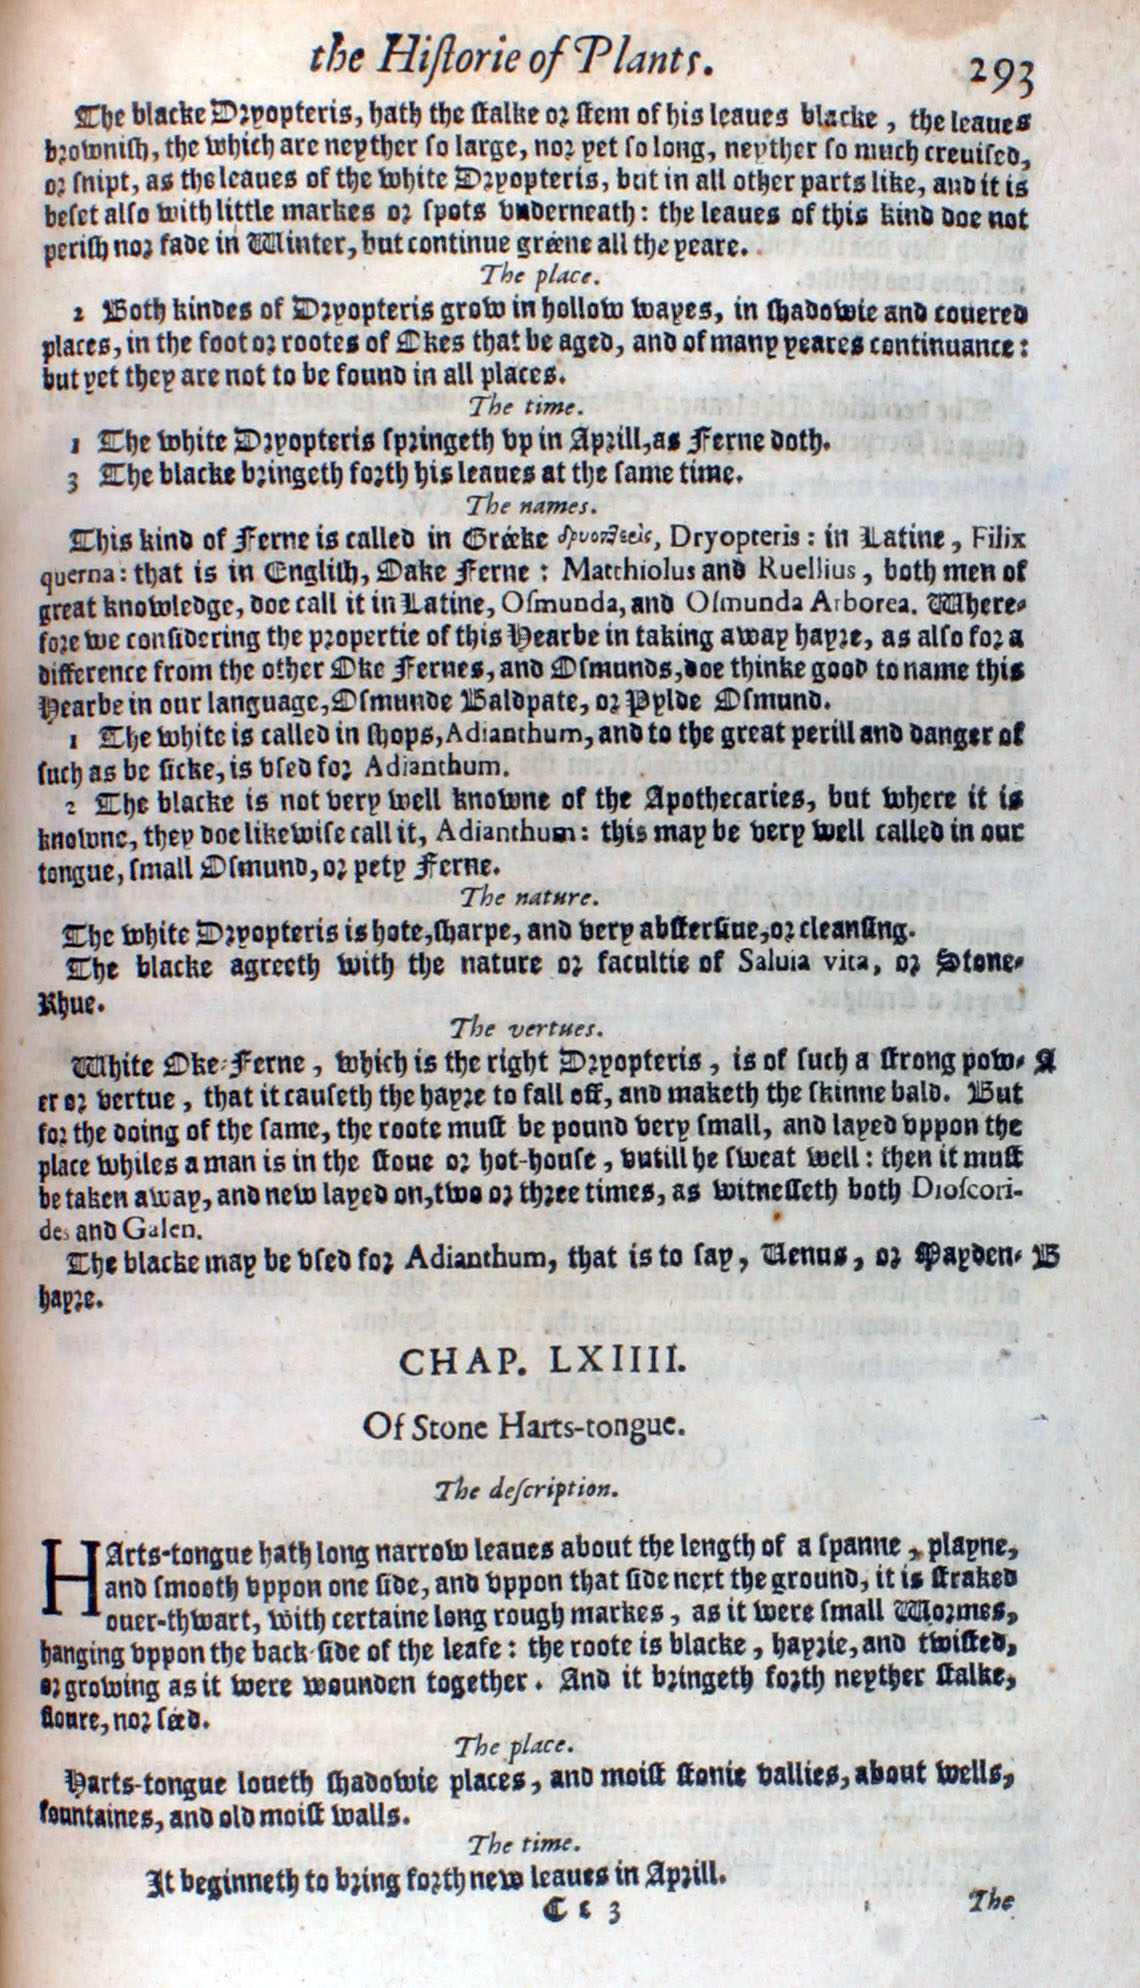 the Hiſtorie of Plants. 293
The blacke Dryopteris, hath the ſtalke or ſtem of his leaues blacke, the leaues
browniſh, the which are neyther ſo large, nor yet ſo long, neyther ſo much creuiſed,
or ſnipt, as the leaues of the white Dryopteris, but in all other parts like, and it is
beſet alſo with little markes or ſpots vnderneath: the leaues of this kind doe not
periſh nor fade in Winter, but continue greene all the yeare.
The place.
2 Both kindes of Dryopteris grow in hollow wayes, in ſhadowie and couered
places, in the foot or rootes of Okes that be aged, and of many yeares continuance:
but yet they are not to be found in all places.
The time.
1 The white Dryopteris ſpringeth vp in Aprill, as Ferne doth.
3 The blacke bringeth forth his leaues at the ſame time.
The names.
This kind of Ferne is called in Greeke Dryopteris: in Latine, Filix
querna: that is in Engliſh, Oake Ferne: Matthiolus and Ruellius, both men of
great knowledge, doe call it in Latine, Oſmunda, and Oſmunda Arborea. Where-
fore we conſidering the propertie of this Hearbe in taking away hayre, as alſo for a
difference from the other Oke Fernes, and Oſmunds, doe thinke good to name this
Hearbe in our language, Oſmunde Baldpate, or Pylde Oſmund.
1 The white is called in ſhops, Adianthum, and to the great perill and danger of
ſuch as be ſicke, is vſed for Adianthum.
2 The blacke is not very well knowne of the Apothecaries, but where it is
knowne, they doe likewiſe call it, Adianthum: this may be very well called in our
tongue, ſmall Oſmund, or pety Ferne.
The nature.
The white Dryopteris is hote, ſharpe, and very abſterſiue, or cleanſing.
The blacke agreeth with the nature or facultie of Saluia vita, or Stone-
Rhue.
The vertues.
White Oke-Ferne, which is the right Dryopteris, is of ſuch a ſtrong pow- A
er or vertue, that it cauſeth the hayre to fall off, and maketh the ſkinne bald. But
for the doing of the ſame, the roote muſt be pound very ſmall, and layed vppon the
place whiles a man is in the ſtoue or hot-houſe, vntill he ſweat well: then it muſt
be taken away, and new layed on, two or three times, as witneſſeth both Dioſcori-
des and Galen.
The blacke may be vſed for Adianthum, that is to ſay, Venus, or Mayden- B
hayre.
CHAP. LXIIII.
Of Stone Harts-tongue.
The deſcription.
HArts-tongue hath long narrow leaues about the length of a ſpanne, playne,
and ſmooth vppon one ſide, and vppon that ſide next the ground, it is ſtraked
ouer-thwart, with certaine long rough markes, as it were ſmall Wormes,
hanging vppon the back-ſide of the leafe: the roote is blacke, hayrie, and twiſted,
or growing as it were wounden together. And it bringeth forth neyther ſtalke,
floure, nor ſeed.
The place.
Harts-tongue loueth ſhadowie places, and moiſt ſtonie vallies, about wells,
fountaines, and old moiſt walls.
The time.
It beginneth to bring forth new leaues in Aprill.
Cc 3 The